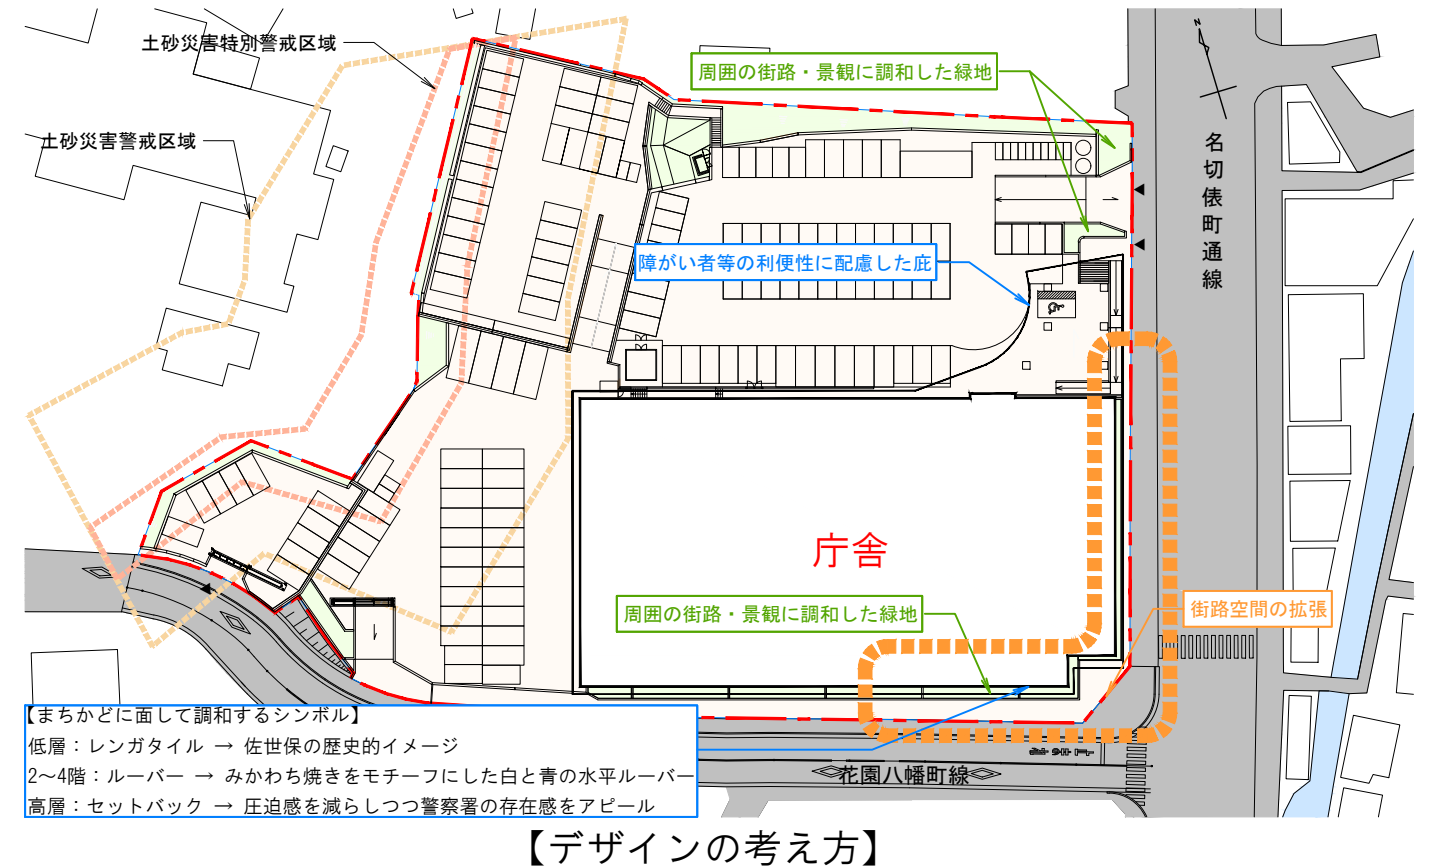 土砂災害特別警戒区域
周囲の街路・景観に調和した緑地
N
土砂災害警戒区域
名切俵町通線
障がい者等の利便性に配慮した庇
庁舎
周囲の街路・景観に調和した緑地
街路空間の拡張
【まちかどに面して調和するシンボル】
低層：レンガタイル → 佐世保の歴史的イメージ
2～4階：ルーバー → みかわち焼きをモチーフにした白と青の水平ルーバー
高層：セットバック → 圧迫感を減らしつつ警察署の存在感をアピール
花園八幡町線
【デザインの考え方】